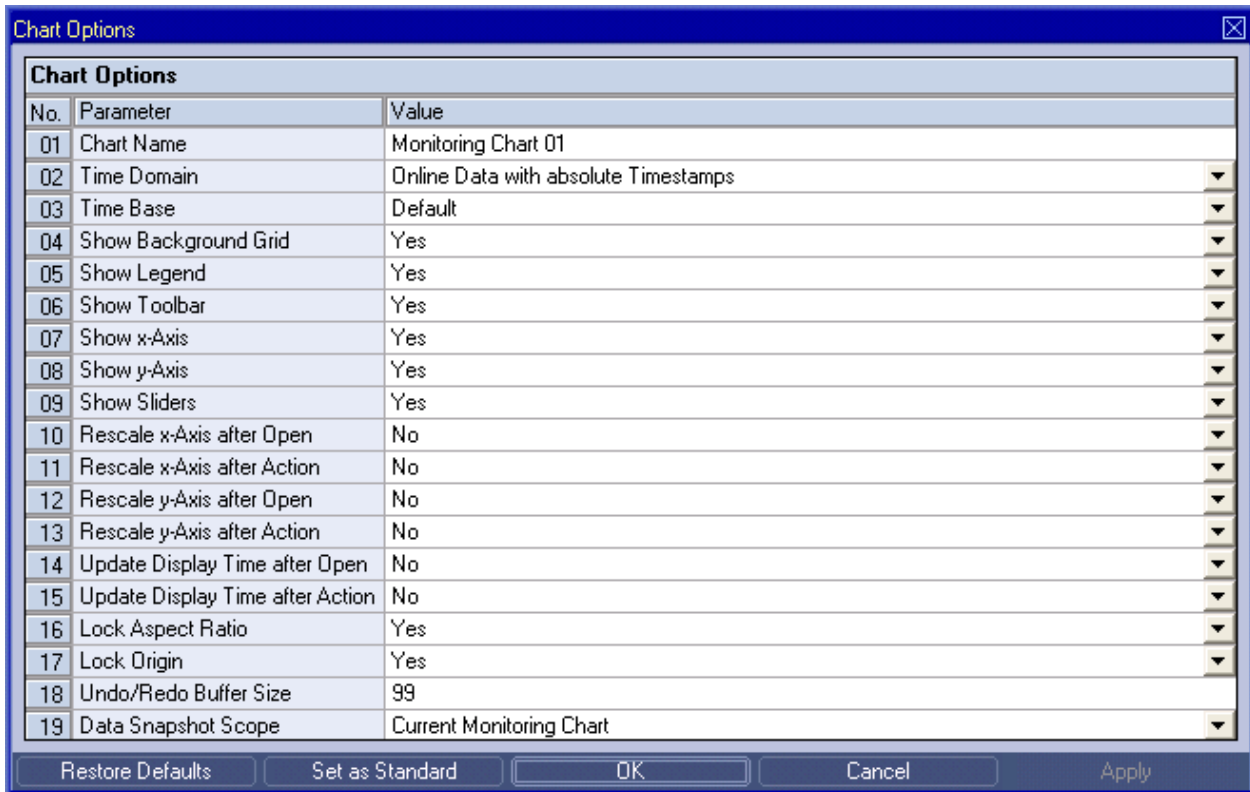 Chart Options
Chart Options
No. Parameter Value
01 Chart Name Monitoring Chart 01
02 Time Domain Online Data with absolute Timestamps
03 Time Base Default
04 Show Background Grid Yes
05 Show Legend Yes
06 Show Toolbar Yes
07 Show x-Axis Yes
08 Show y-Axis Yes
09 Show Sliders Yes
10 Rescale x-Axis after Open No
11 Rescale x-Axis after Action No
12 Rescale y-Axis after Open No
13 Rescale y-Axis after Action No
14 Update Display Time after Open No
15 Update Display Time after Action No
16 Lock Aspect Ratio Yes
17 Lock Origin Yes
18 Undo/Redo Buffer Size 99
19 Data Snapshot Scope Current Monitoring Chart
Restore Defaults Set as Standard OK Cancel Apply